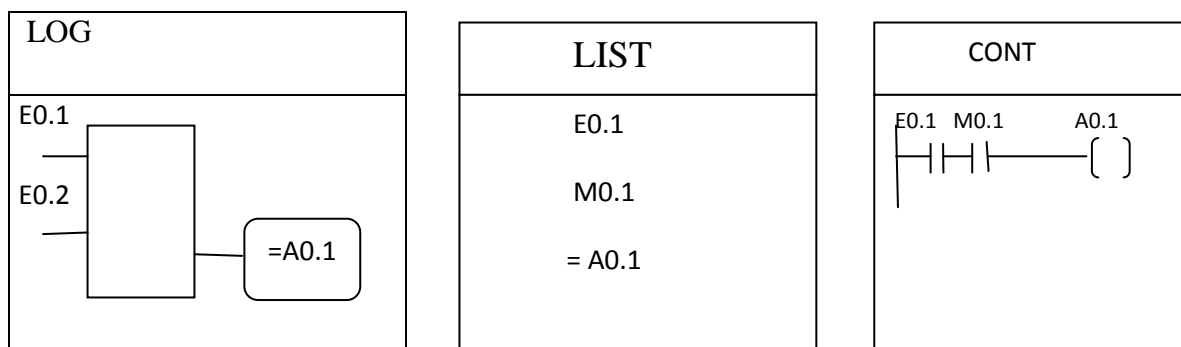 LOG
E0.1
E0.2
=A0.1
LIST
E0.1
M0.1
= A0.1
CONT
E0.1 M0.1 A0.1